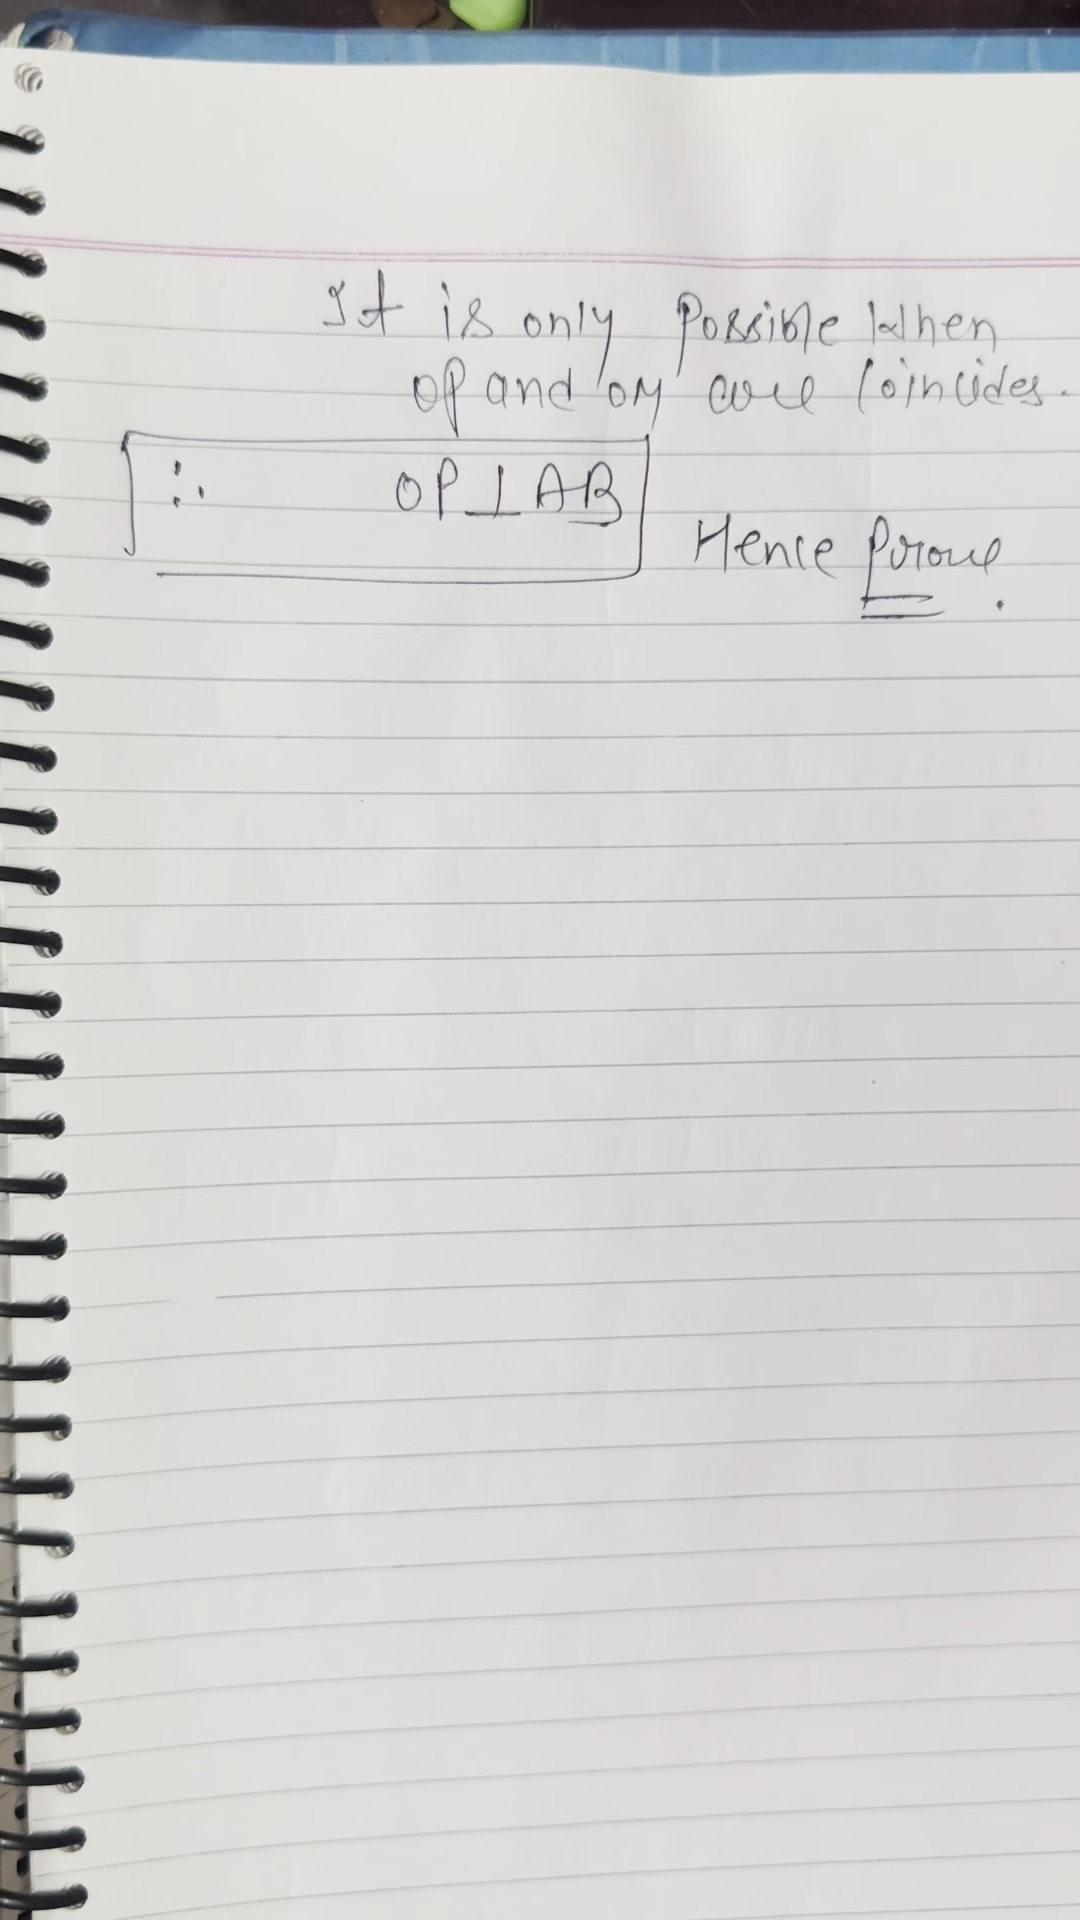 It is only Possible When
OP and OM are Coincides.
∴ OP ⊥ AB
Hence Prove.